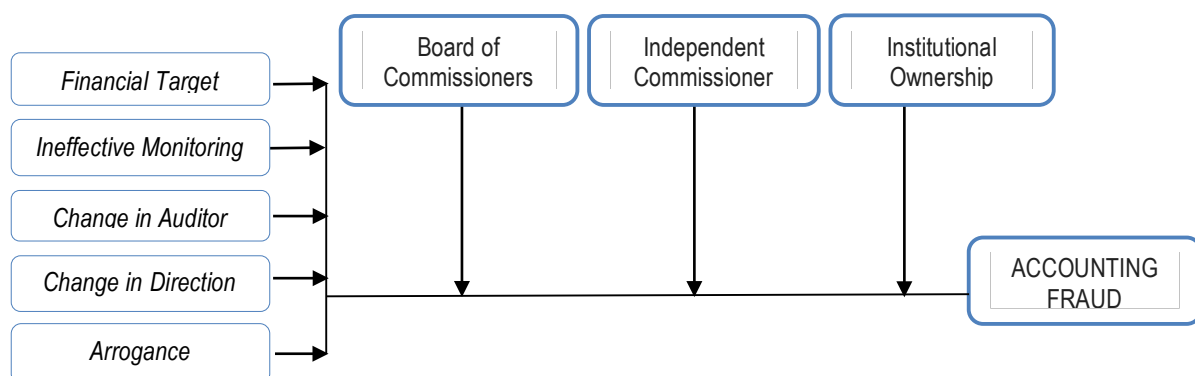 Board of
Commissioners
Independent
Commissioner
Institutional
Ownership
Financial Target
Ineffective Monitoring
Change in Auditor
Change in Direction
Arrogance
ACCOUNTING
FRAUD